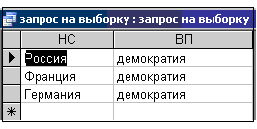 запрос на выборку : запрос на выборку
НС ВП
Россия демократия
Франция демократия
Германия демократия